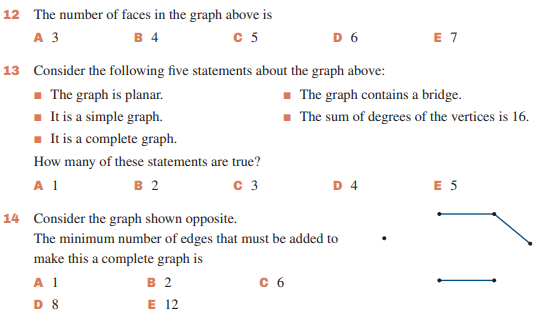 12 The number of faces in the graph above is
A 3 B 4 C 5 D 6 E 7
13 Consider the following five statements about the graph above:
■ The graph is planar. ■ The graph contains a bridge.
■ It is a simple graph. ■ The sum of degrees of the vertices is 16.
■ It is a complete graph.
How many of these statements are true?
A 1 B 2 C 3 D 4 E 5
14 Consider the graph shown opposite.
The minimum number of edges that must be added to
make this a complete graph is
A 1 B 2 C 6
D 8 E 12